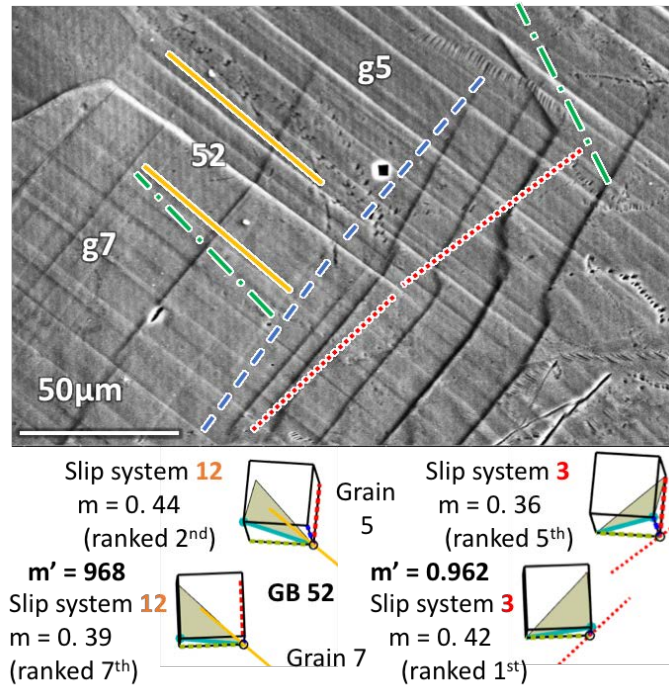 g5
52
g7
50μm
Slip system 12
m = 0. 44
(ranked 2nd)
Grain
5
Slip system 3
m = 0. 36
(ranked 5th)
m’ = 968
GB 52
m’ = 0.962
Slip system 12
m = 0. 39
(ranked 7th)
Grain 7
Slip system 3
m = 0. 42
(ranked 1st)